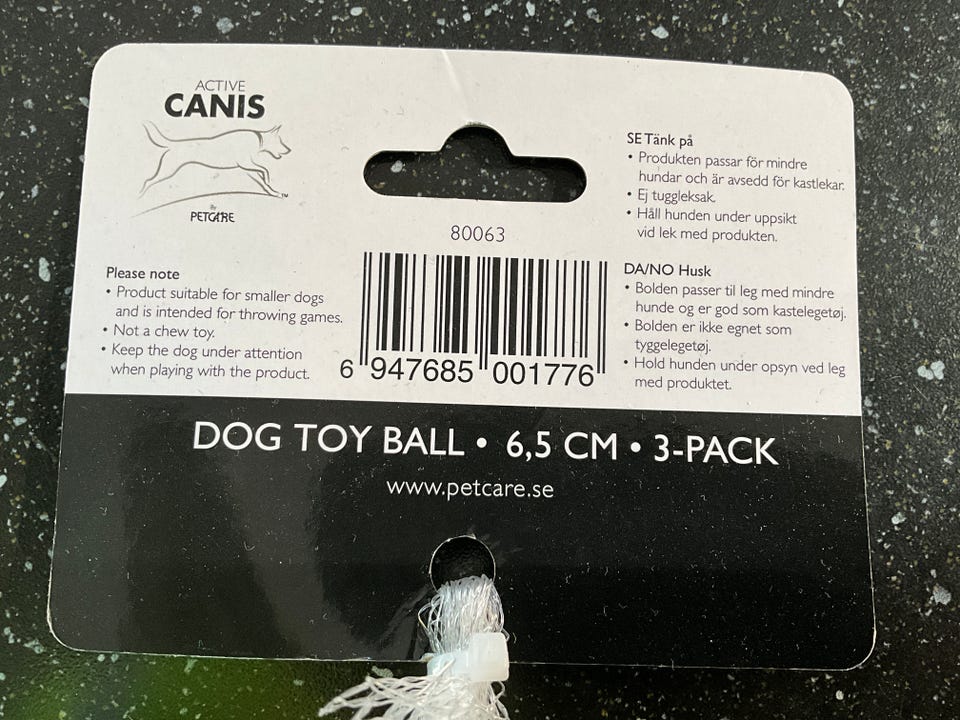 ACTIVE
CANIS
by
PETCARE
Please note
• Product suitable for smaller dogs
and is intended for throwing games.
• Not a chew toy.
• Keep the dog under attention
when playing with the product.
80063
6 947685 001776
SE Tänk på
• Produkten passar för mindre
hundar och är avsedd för kastlekar.
• Ej tuggleksak.
• Håll hunden under uppsikt
vid lek med produkten.
DA/NO Husk
• Bolden passer til leg med mindre
hunde og er god som kastelegetøj.
• Bolden er ikke egnet som
tyggelegetøj.
• Hold hunden under opsyn ved leg
med produktet.
DOG TOY BALL • 6,5 CM • 3-PACK
www.petcare.se